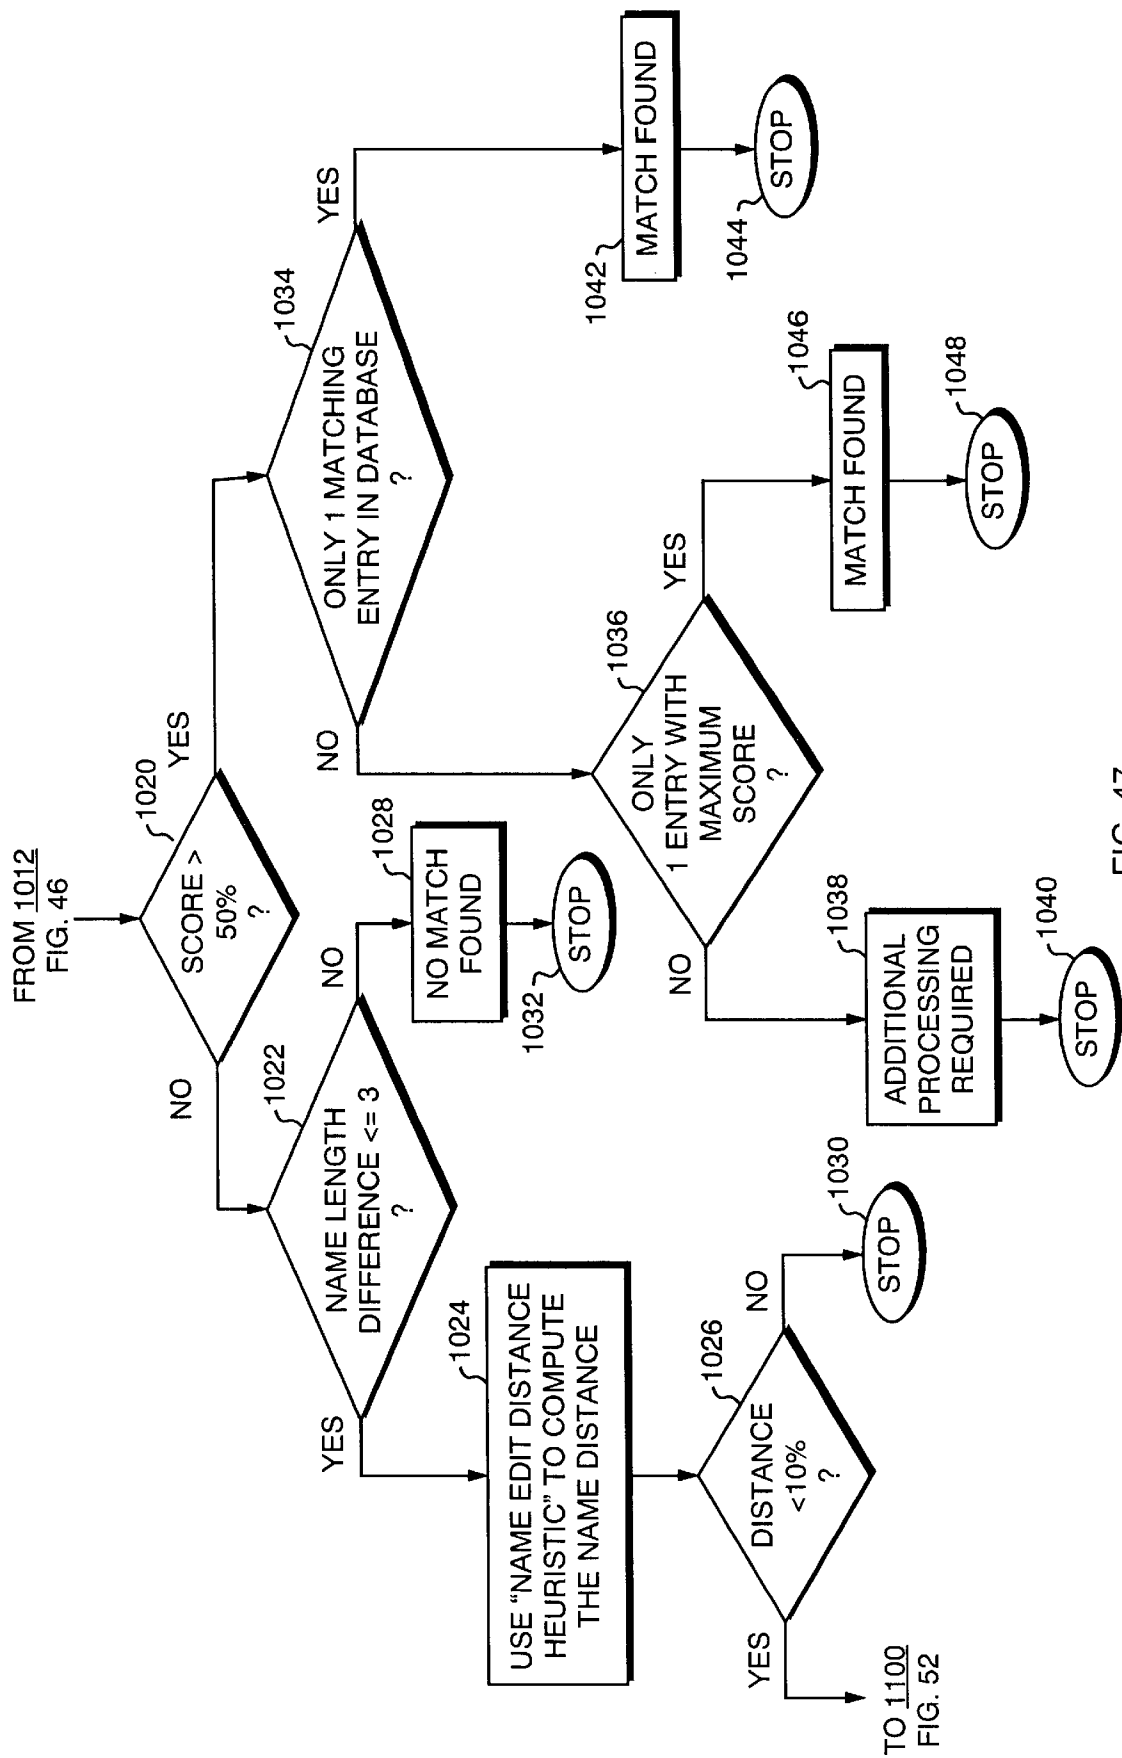 FROM 1012
FIG. 46
1020
SCORE >
50%
?
YES
NO
1022
NAME LENGTH
DIFFERENCE <= 3
?
NO
YES
1028
NO MATCH
FOUND
1032
STOP
1034
ONLY 1 MATCHING
ENTRY IN DATABASE
?
YES
NO
1042
MATCH FOUND
1044
STOP
1036
ONLY
1 ENTRY WITH
MAXIMUM
SCORE
?
YES
NO
1046
MATCH FOUND
1048
STOP
1038
ADDITIONAL
PROCESSING
REQUIRED
1040
STOP
1024
USE “NAME EDIT DISTANCE
HEURISTIC” TO COMPUTE
THE NAME DISTANCE
1026
DISTANCE
<10%
?
NO
YES
1030
STOP
TO 1100
FIG. 52
FIG. 47